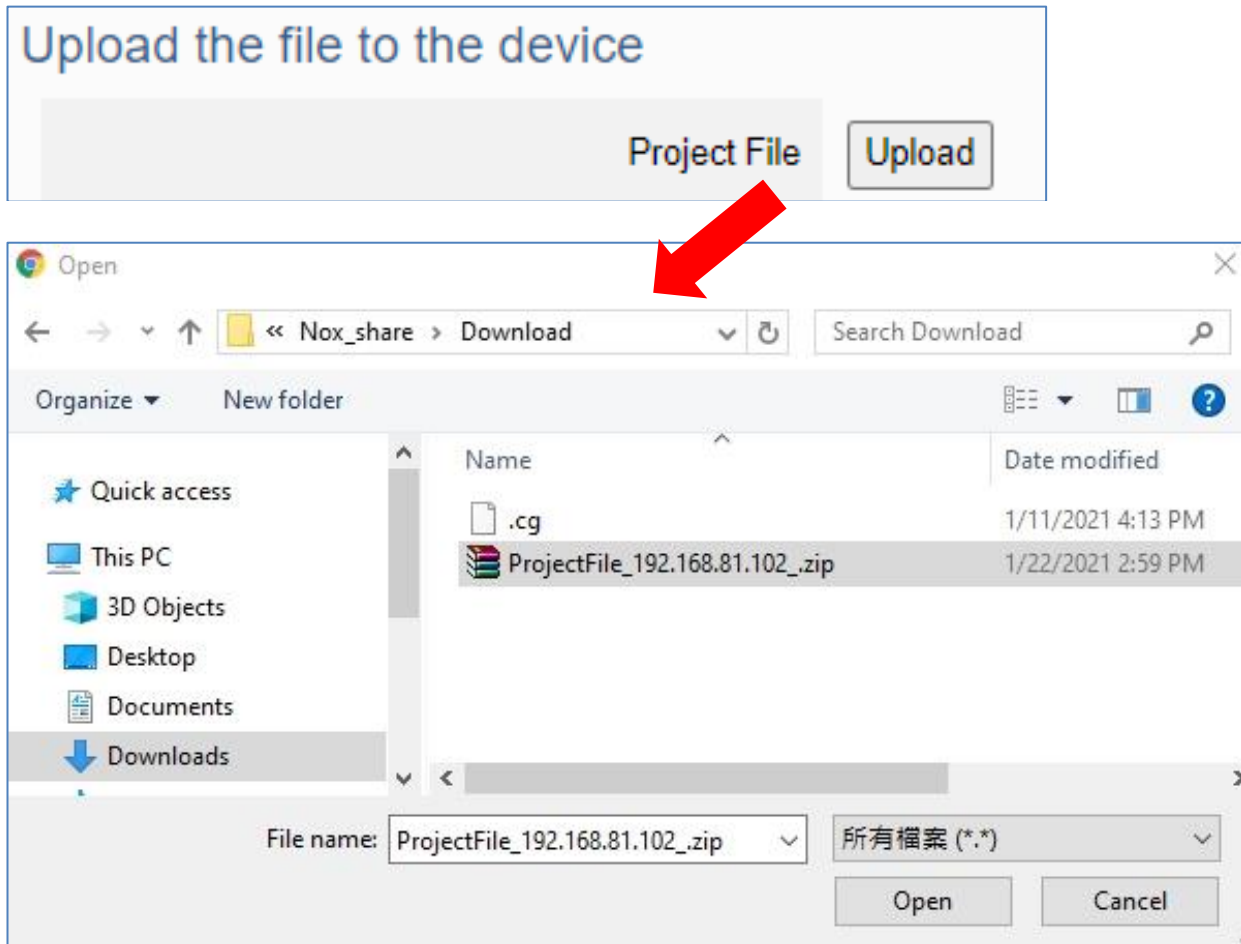 Upload the file to the device
Project File Upload
Open
« Nox_share › Download Search Download
Organize New folder
Name Date modified
Quick access
.cg 1/11/2021 4:13 PM
This PC
ProjectFile_192.168.81.102_.zip 1/22/2021 2:59 PM
3D Objects
Desktop
Documents
Downloads
File name: ProjectFile_192.168.81.102_.zip 所有檔案 (*.*)
Open Cancel